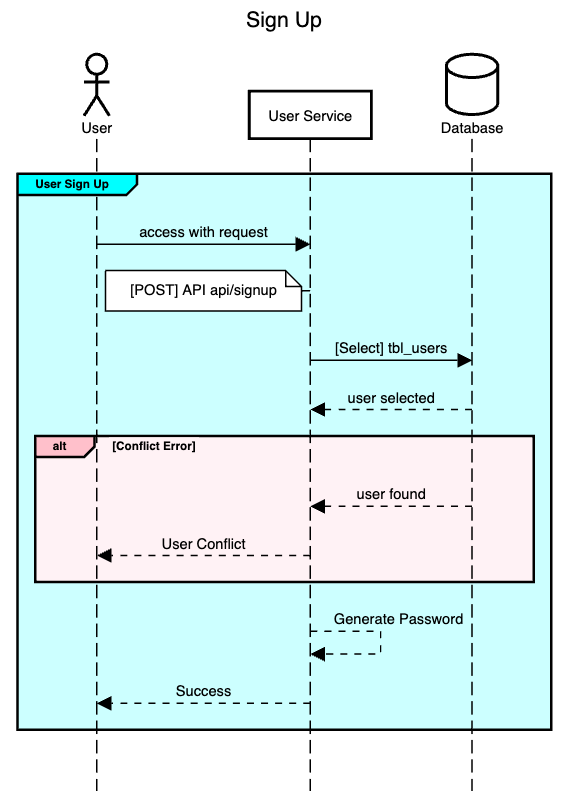 Sign Up
User
User Service
Database
User Sign Up
access with request
[POST] API api/signup
[Select] tbl_users
user selected
alt
[Conflict Error]
user found
User Conflict
Generate Password
Success